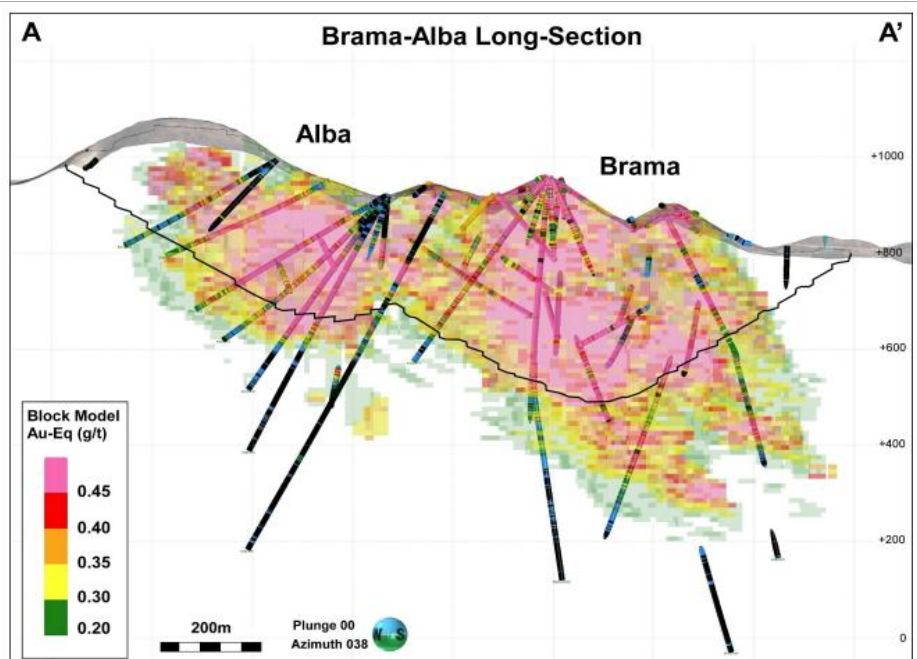 A
Brama-Alba Long-Section
A'
Alba
Brama
+1000
+800
+600
+400
+200
0
Block Model
Au-Eq (g/t)
0.45
0.40
0.35
0.30
0.20
200m
Plunge 00
Azimuth 038
N S